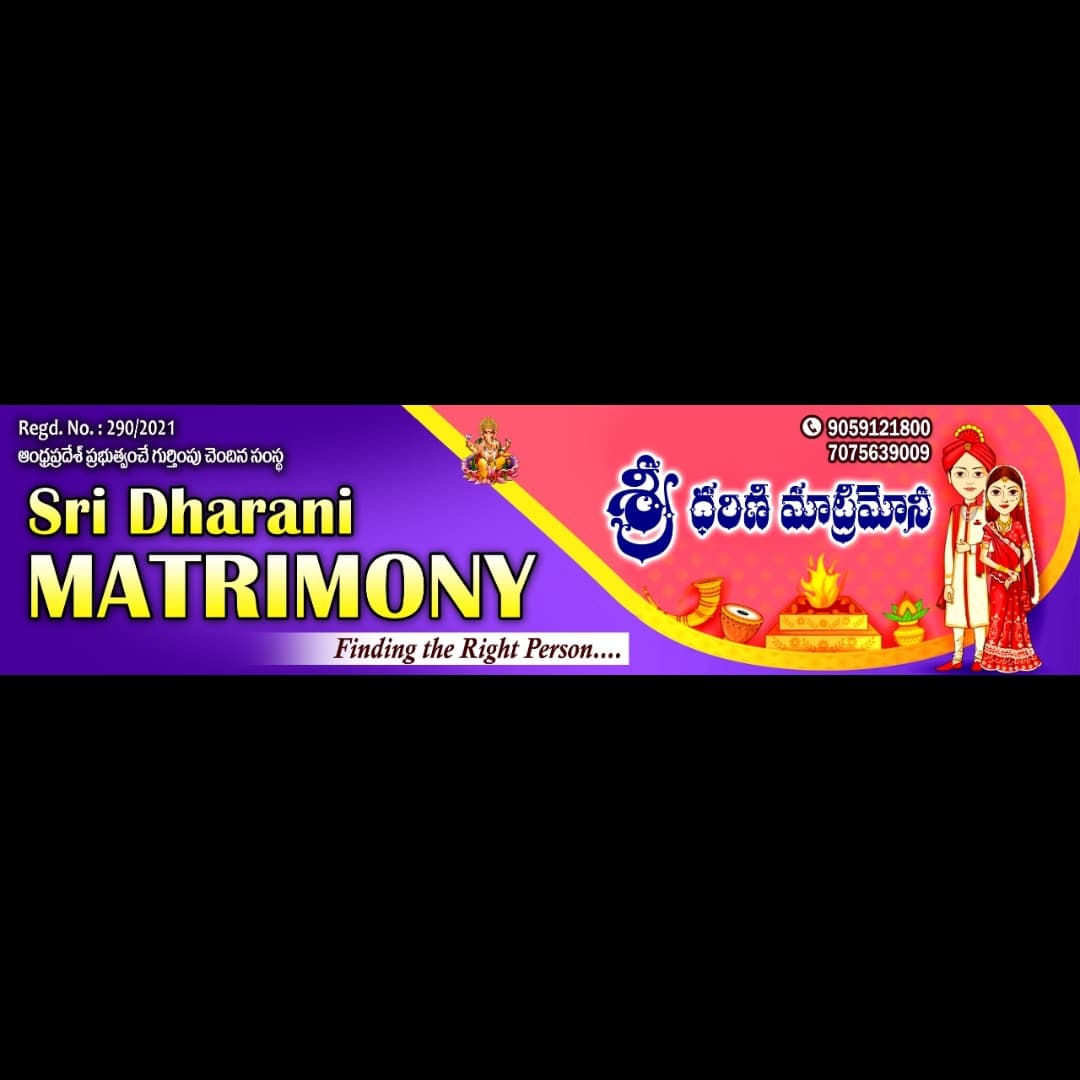 Regd. No. : 290/2021
ఆంధ్రప్రదేశ్ ప్రభుత్వంచే గుర్తింపు చెందిన సంస్థ
Sri Dharani
MATRIMONY
Finding the Right Person....
9059121800
7075639009
శ్రీ ధరణి మాట్రిమోని